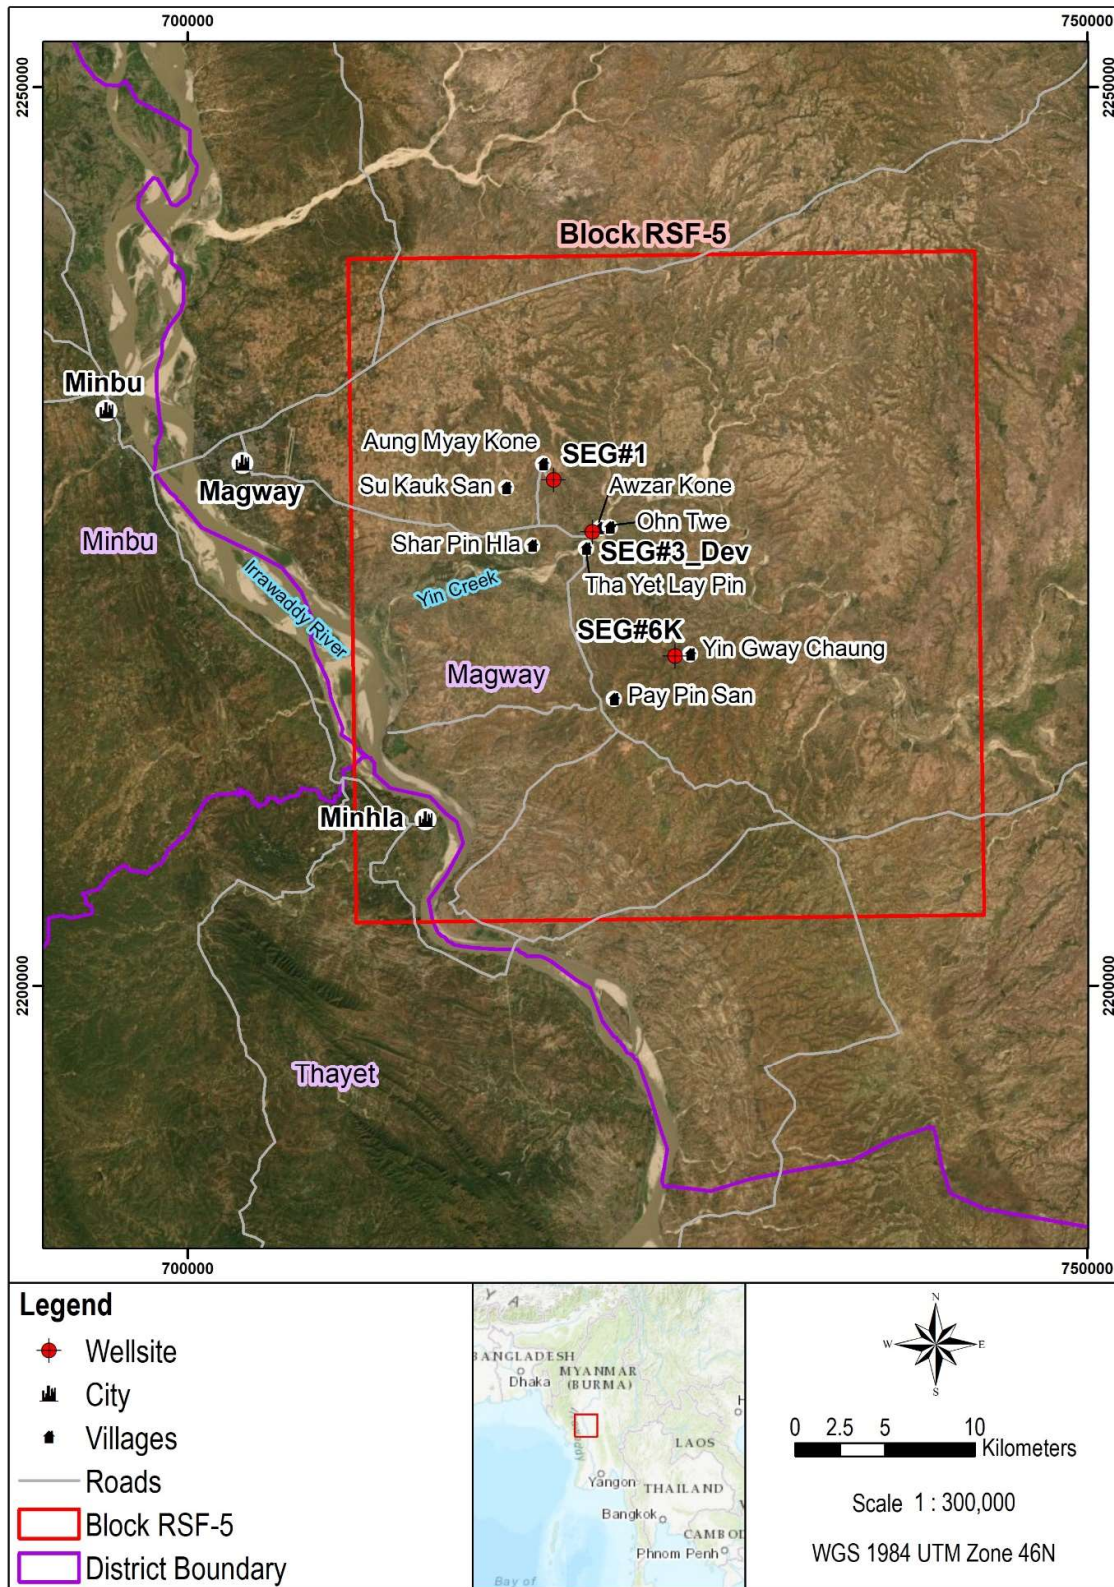 700000
750000
2250000
2250000
Block RSF-5
Minbu
Magway
Aung Myay Kone
SEG#1
Su Kauk San
Awzar Kone
Ohn Twe
Minbu
Shar Pin Hla
SEG#3_Dev
Irrawaddy River
Yin Creek
Tha Yet Lay Pin
SEG#6K
Yin Gway Chaung
Magway
Pay Pin San
Minhla
2200000
2200000
Thayet
700000
750000
Legend
Wellsite
City
Villages
Roads
Block RSF-5
District Boundary
Y A
BANGLADESH
Dhaka
MYANMAR
(BURMA)
LAOS
Yangon
THAILAND
Bangkok
CAMBOD
Phnom Penh
Bay of
N
W
E
S
0 2.5 5 10
Kilometers
Scale 1 : 300,000
WGS 1984 UTM Zone 46N